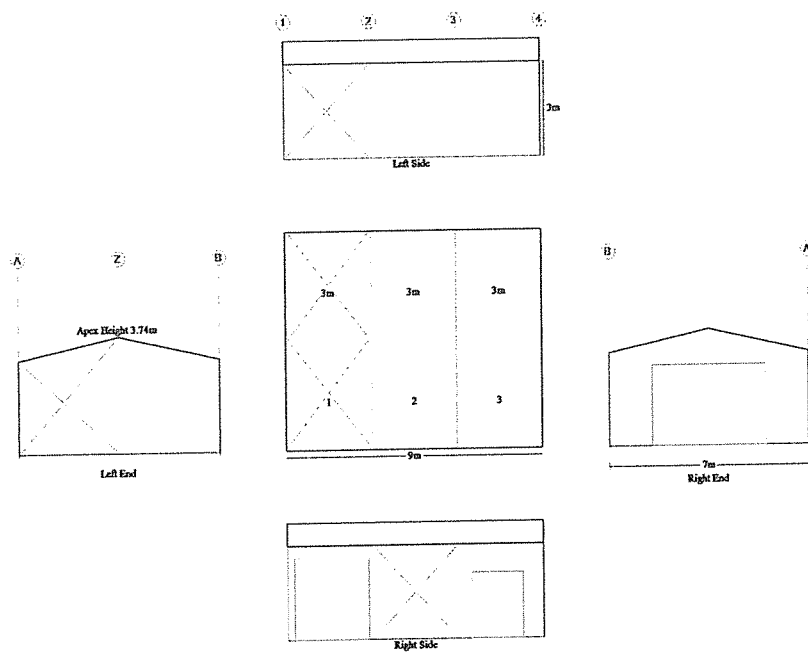 1 2 3 4
3m
Left Side
A Z B
Apex Height 3.74m
Left End
3m 3m 3m
1 2 3
9m
B A
7m
Right End
Right Side